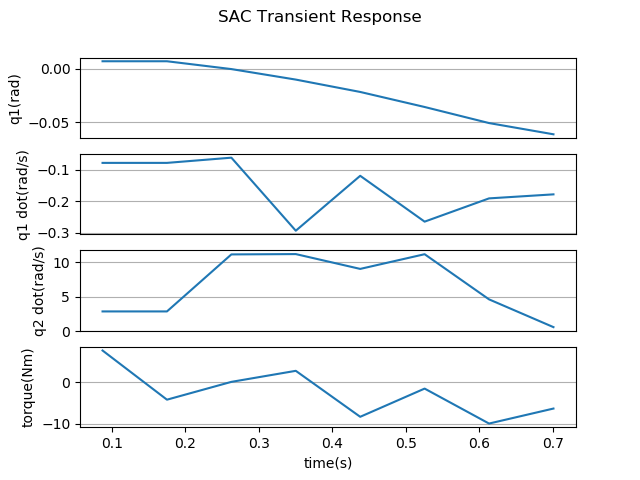 SAC Transient Response
q1(rad)
0.00
−0.05
q1 dot(rad/s)
−0.1
−0.2
−0.3
q2 dot(rad/s)
10
5
0
torque(Nm)
0
−10
0.1 0.2 0.3 0.4 0.5 0.6 0.7
time(s)